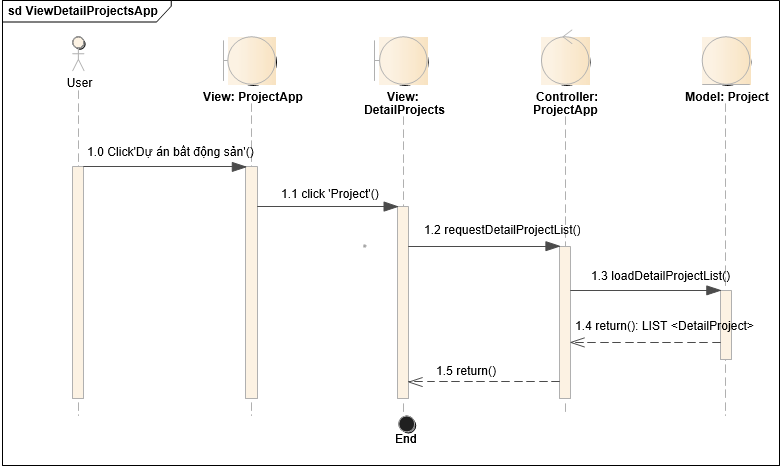 sd ViewDetailProjectsApp
User
View: ProjectApp
View:
DetailProjects
Controller:
ProjectApp
Model: Project
1.0 Click'Dự án bất động sản'()
1.1 click 'Project'()
1.2 requestDetailProjectList()
1.3 loadDetailProjectList()
1.4 return(): LIST <DetailProject>
1.5 return()
End